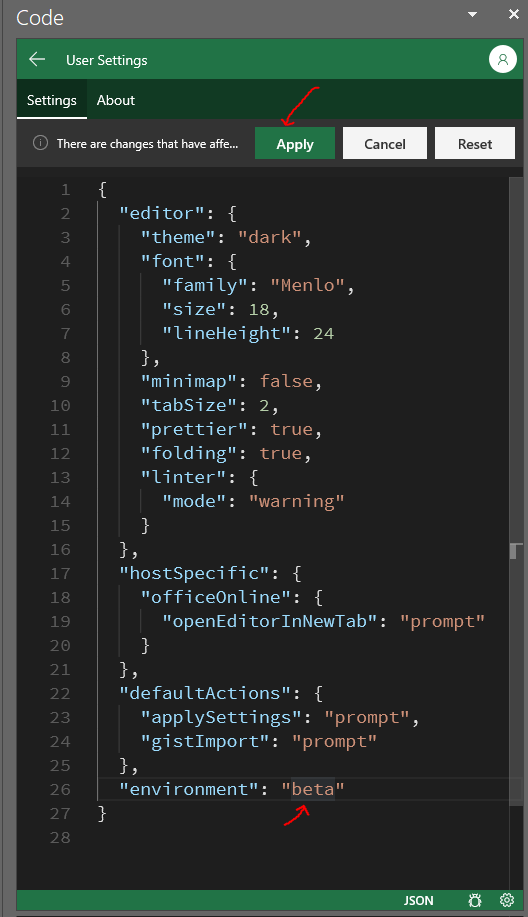 Code
User Settings
Settings About
There are changes that have affe... Apply Cancel Reset
1 {
2 "editor": {
3 "theme": "dark",
4 "font": {
5 "family": "Menlo",
6 "size": 18,
7 "lineHeight": 24
8 },
9 "minimap": false,
10 "tabSize": 2,
11 "prettier": true,
12 "folding": true,
13 "linter": {
14 "mode": "warning"
15 }
16 },
17 "hostSpecific": {
18 "officeOnline": {
19 "openEditorInNewTab": "prompt"
20 }
21 },
22 "defaultActions": {
23 "applySettings": "prompt",
24 "gistImport": "prompt"
25 },
26 "environment": "beta"
27 }
28
JSON